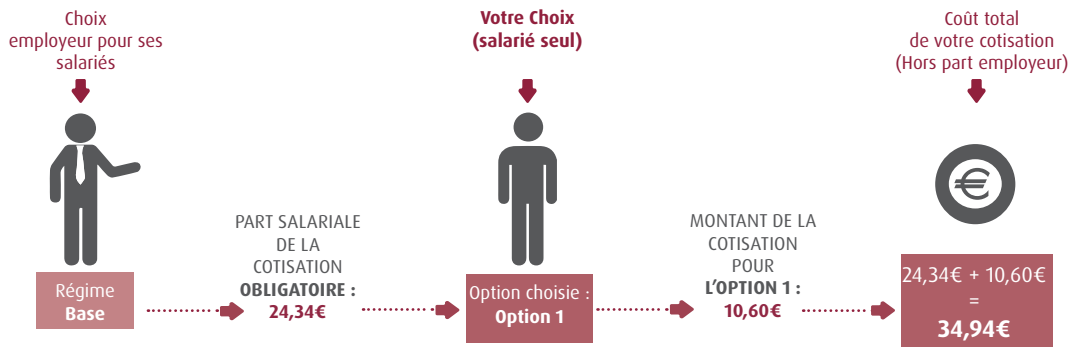 Choix
employeur pour ses
salariés
Votre Choix
(salarié seul)
Coût total
de votre cotisation
(Hors part employeur)
Régime
Base
PART SALARIALE
DE LA
COTISATION
OBLIGATOIRE :
24,34€
Option choisie :
Option 1
MONTANT DE LA
COTISATION
POUR
L'OPTION 1 :
10,60€
€
24,34€ + 10,60€
=
34,94€